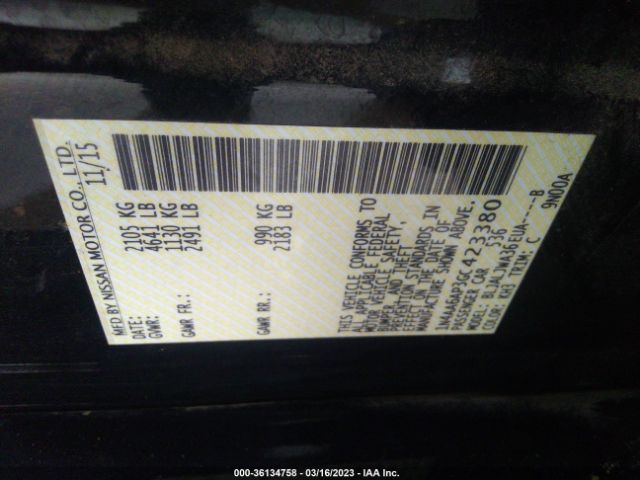 MFD BY NISSAN MOTOR CO., LTD.
DATE: 11/15
GVWR: 2105 KG
4641 LB
GAWR FR.: 1130 KG
2491 LB
GAWR RR.: 990 KG
2183 LB
THIS VEHICLE CONFORMS TO
ALL APPLICABLE FEDERAL
MOTOR VEHICLE SAFETY,
BUMPER, AND THEFT
PREVENTION STANDARDS IN
EFFECT ON THE DATE OF
MANUFACTURE SHOWN ABOVE.
1N4AA6AP3GC423380
PASSENGER CAR 536
MODEL: BLJALJWA36EUA----B
COLOR: KH3 TRIM: C 9N00A
000-36134758 - 03/16/2023 - IAA Inc.